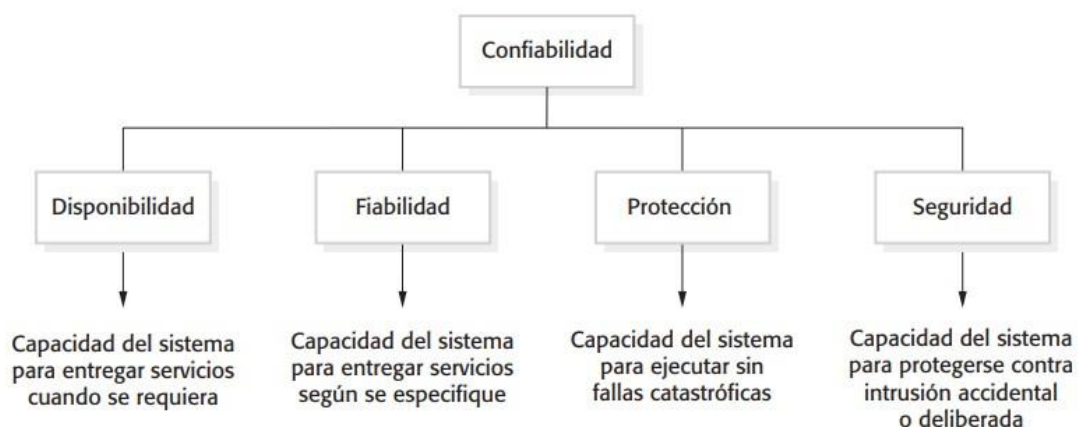 Confiabilidad
Disponibilidad
Fiabilidad
Protección
Seguridad
Capacidad del sistema
para entregar servicios
cuando se requiera
Capacidad del sistema
para entregar servicios
según se especifique
Capacidad del sistema
para ejecutar sin
fallas catastróficas
Capacidad del sistema
para protegerse contra
intrusión accidental
o deliberada